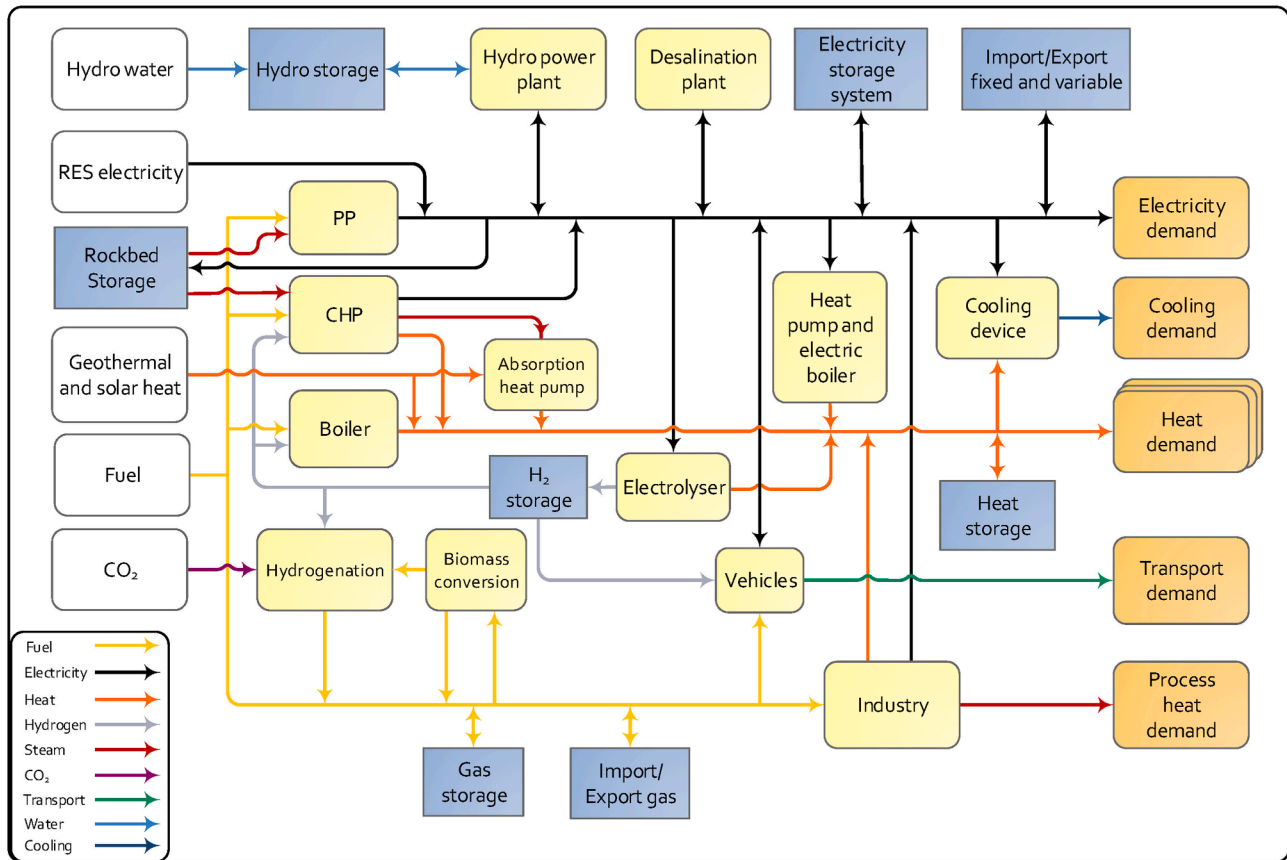 Hydro water
Hydro storage
Hydro power
plant
Desalination
plant
Electricity
storage
system
Import/Export
fixed and variable
RES electricity
PP
Electricity
demand
Rockbed
Storage
CHP
Heat
pump and
electric
boiler
Cooling
device
Cooling
demand
Geothermal
and solar heat
Absorption
heat pump
Boiler
Heat
demand
Fuel
H₂
storage
Electrolyser
Heat
storage
CO₂
Hydrogenation
Biomass
conversion
Vehicles
Transport
demand
Industry
Process
heat
demand
Gas
storage
Import/
Export gas
Fuel
Electricity
Heat
Hydrogen
Steam
CO₂
Transport
Water
Cooling